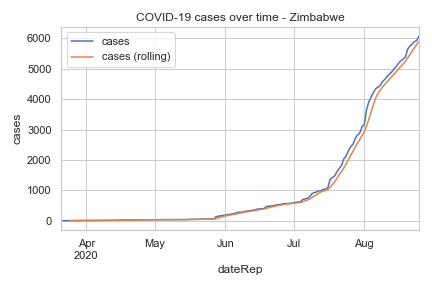 COVID-19 cases over time - Zimbabwe
cases
cases (rolling)
6000
5000
4000
3000
2000
1000
0
cases
Apr
2020
May
Jun
Jul
Aug
dateRep